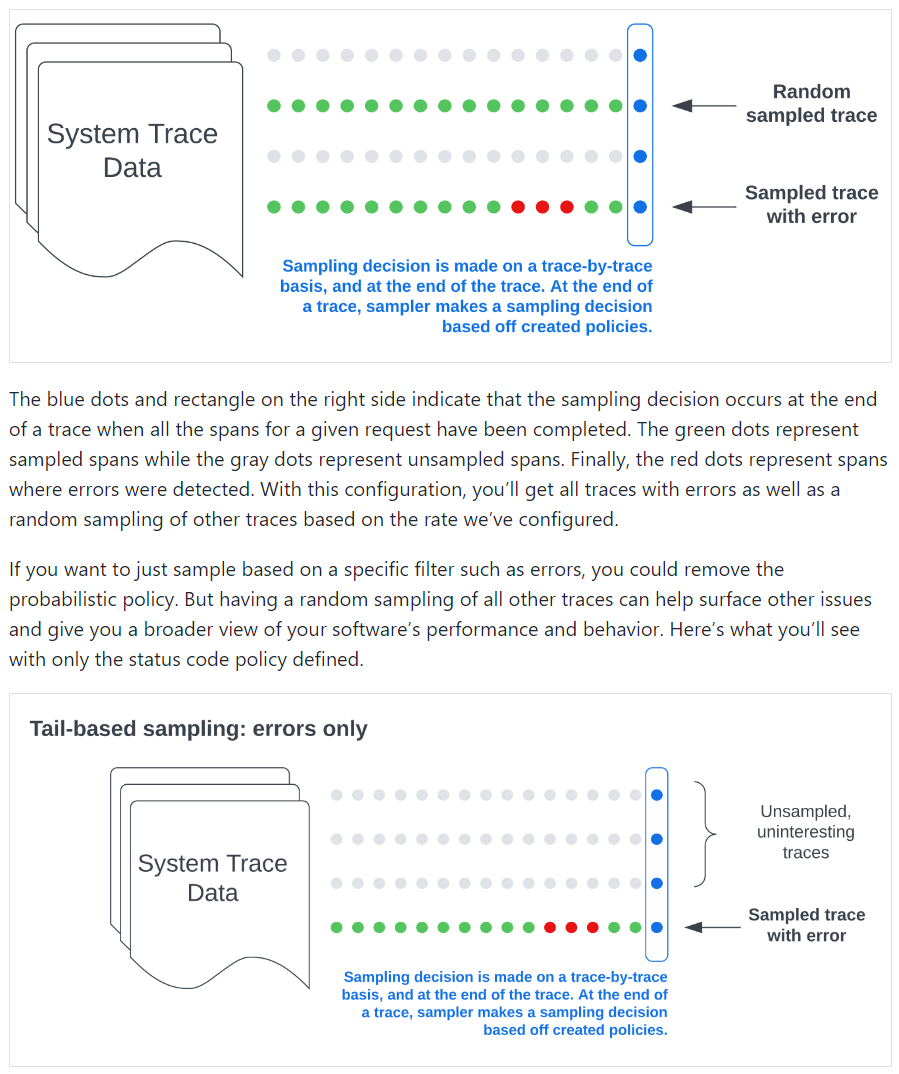 System Trace
Data
Random
sampled trace
Sampled trace
with error
Sampling decision is made on a trace-by-trace
basis, and at the end of the trace. At the end of
a trace, sampler makes a sampling decision
based off created policies.
The blue dots and rectangle on the right side indicate that the sampling decision occurs at the end
of a trace when all the spans for a given request have been completed. The green dots represent
sampled spans while the gray dots represent unsampled spans. Finally, the red dots represent spans
where errors were detected. With this configuration, you’ll get all traces with errors as well as a
random sampling of other traces based on the rate we’ve configured.
If you want to just sample based on a specific filter such as errors, you could remove the
probabilistic policy. But having a random sampling of all other traces can help surface other issues
and give you a broader view of your software’s performance and behavior. Here’s what you’ll see
with only the status code policy defined.
Tail-based sampling: errors only
System Trace
Data
Unsampled,
uninteresting
traces
Sampled trace
with error
Sampling decision is made on a trace-by-trace
basis, and at the end of the trace. At the end of
a trace, sampler makes a sampling decision
based off created policies.